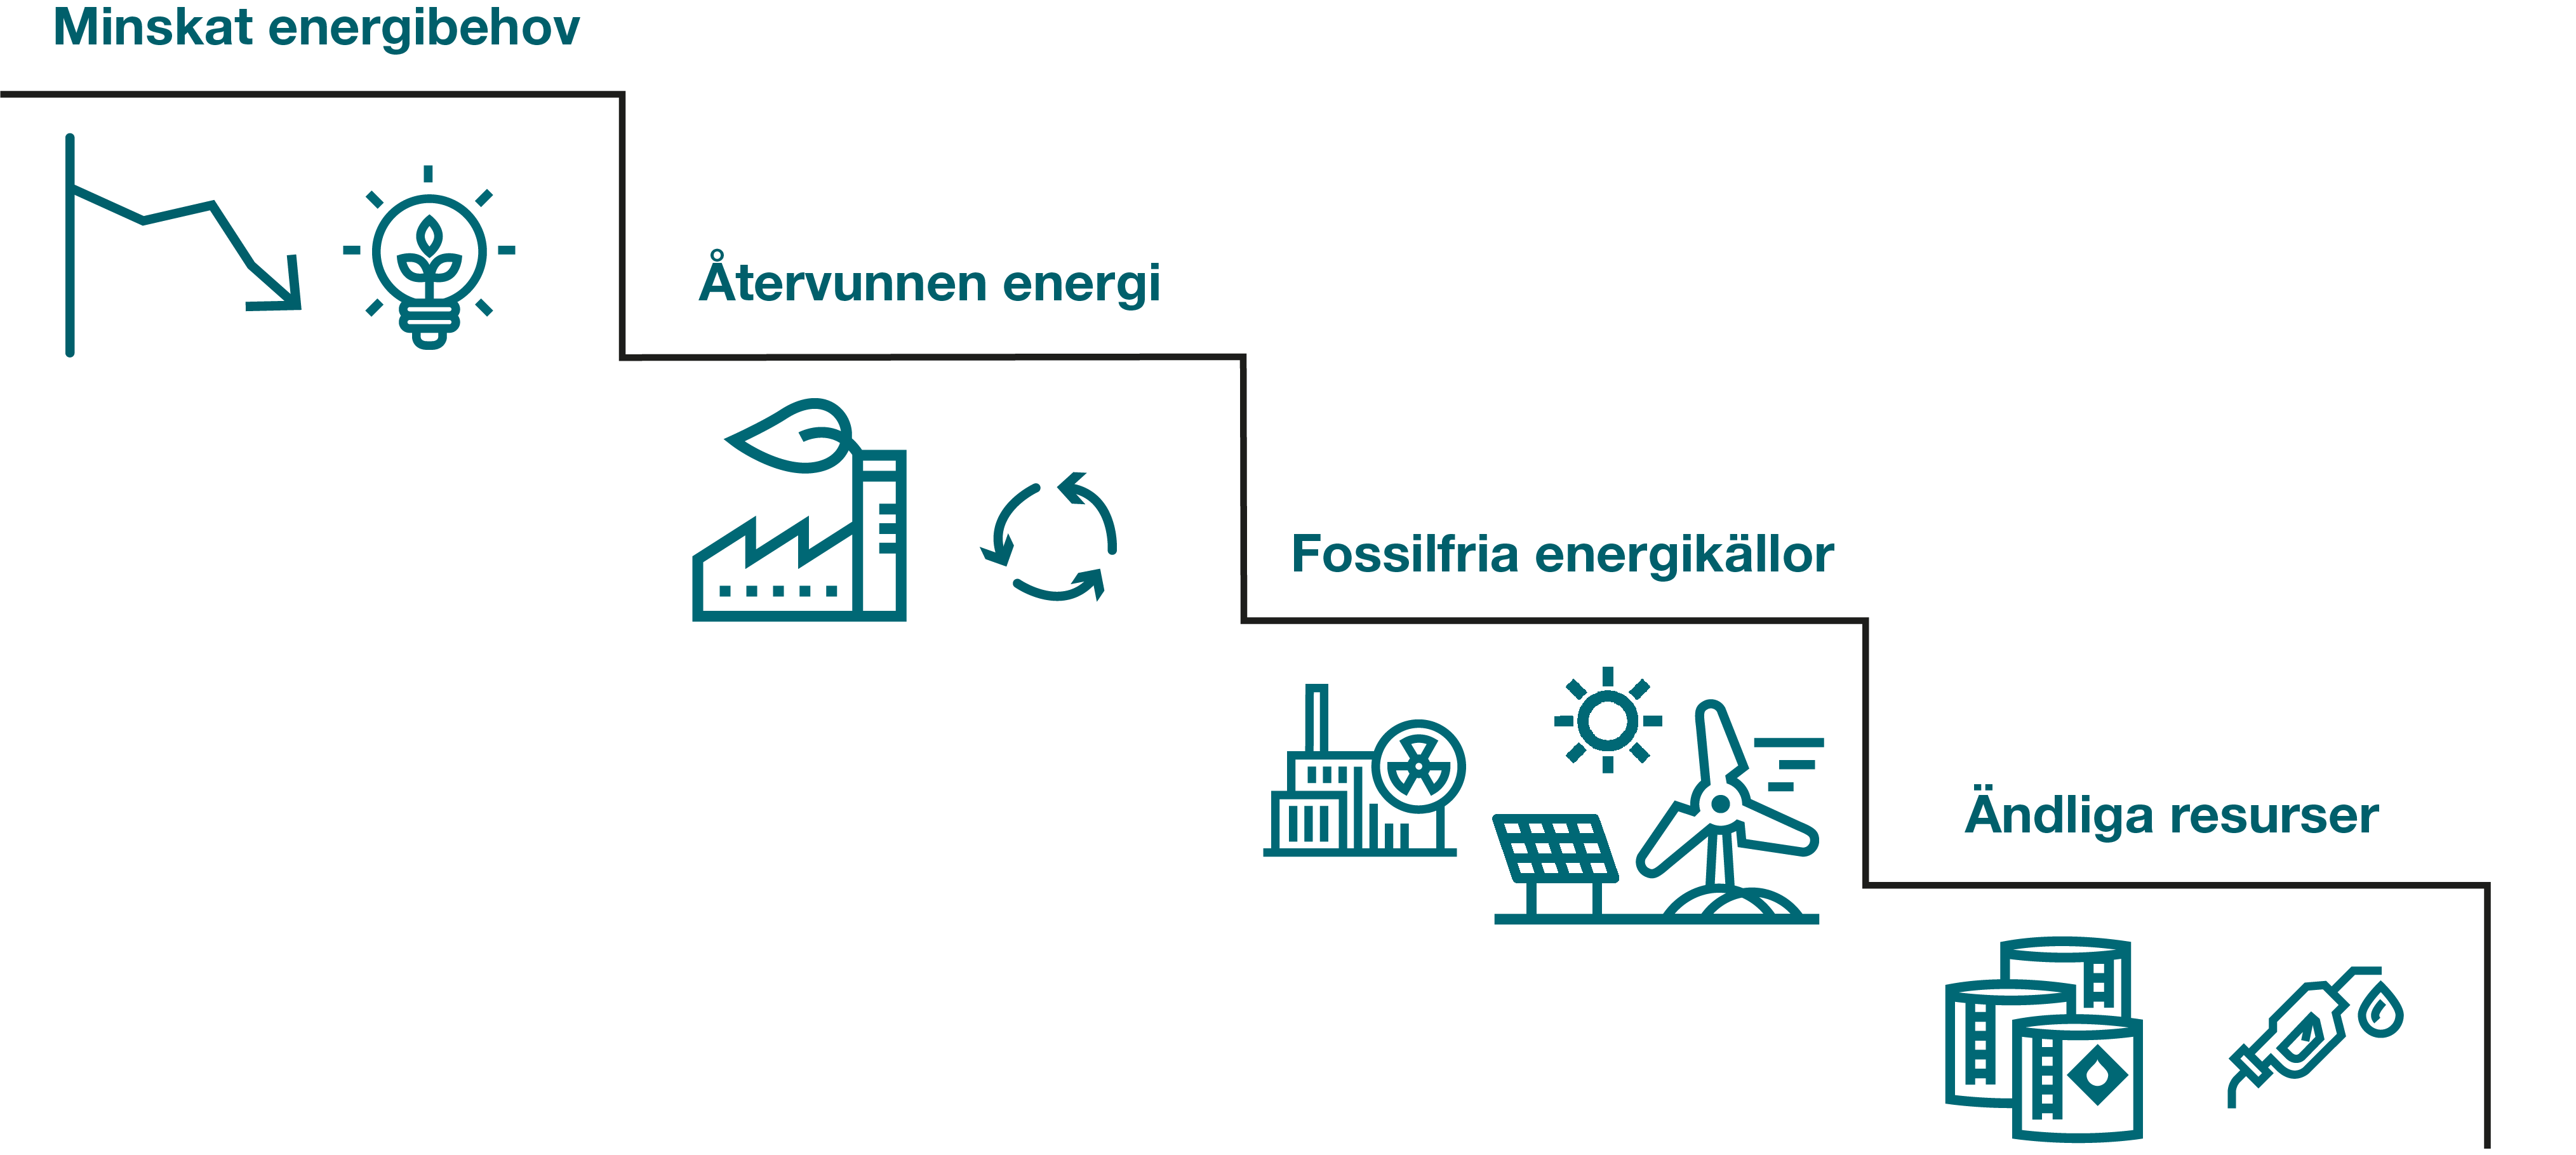 Minskat energibehov
Återvunnen energi
Fossilfria energikällor
Ändliga resurser